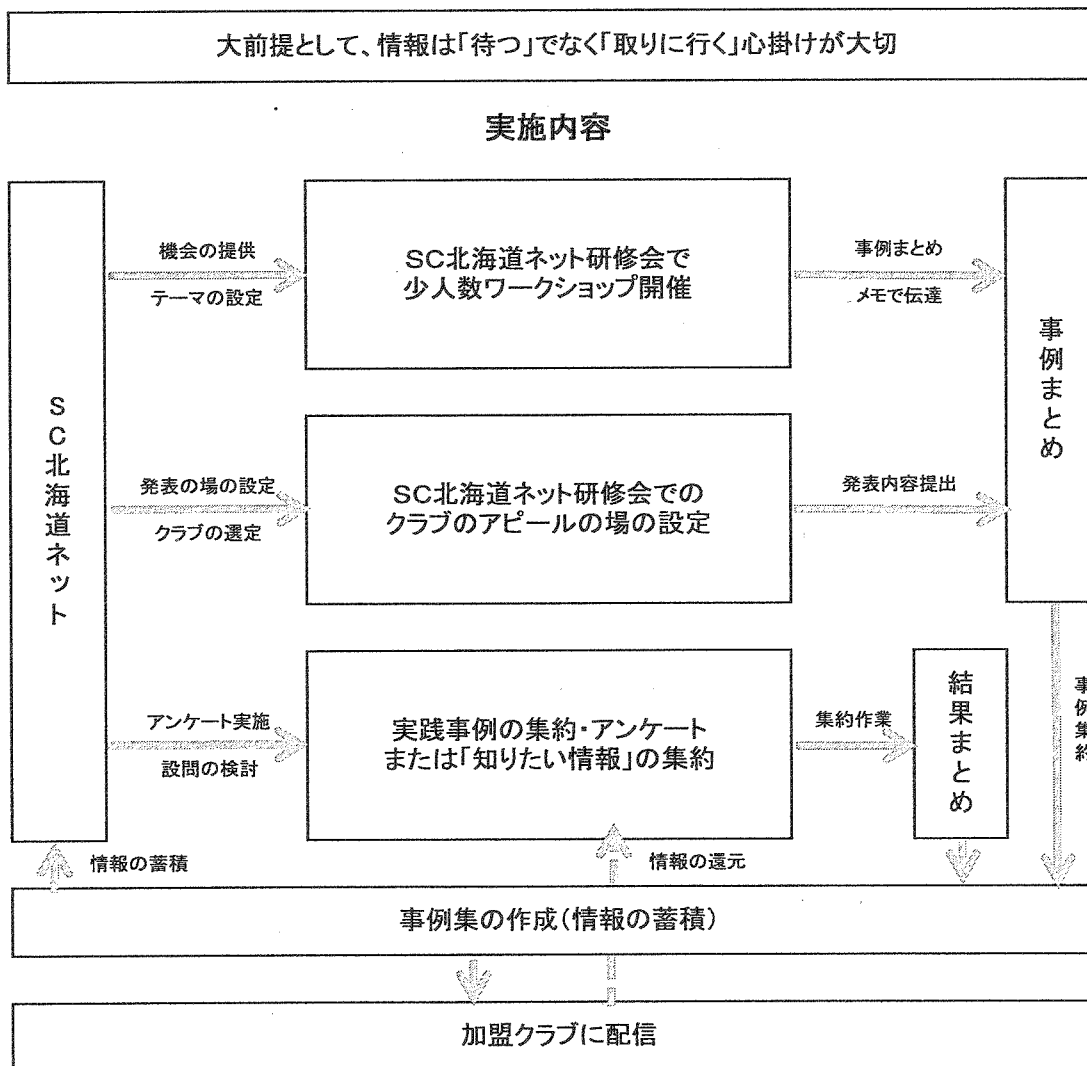 大前提として、情報は「待つ」でなく「取りに行く」心掛けが大切
実施内容
SC北海道ネット
機会の提供
テーマの設定
SC北海道ネット研修会で
少人数ワークショップ開催
事例まとめ
メモで伝達
事例まとめ
発表の場の設定
クラブの選定
SC北海道ネット研修会での
クラブのアピールの場の設定
発表内容提出
アンケート実施
設問の検討
実践事例の集約・アンケート
または「知りたい情報」の集約
集約作業
結果まとめ
事例集約
情報の蓄積
情報の還元
事例集の作成(情報の蓄積)
加盟クラブに配信